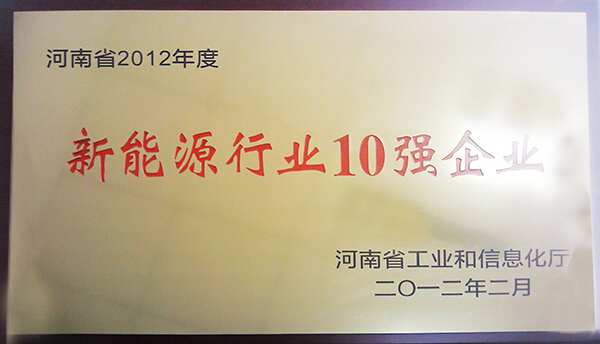 河南省2012年度
新能源行业10强企业
河南省工业和信息化厅
二〇一二年二月